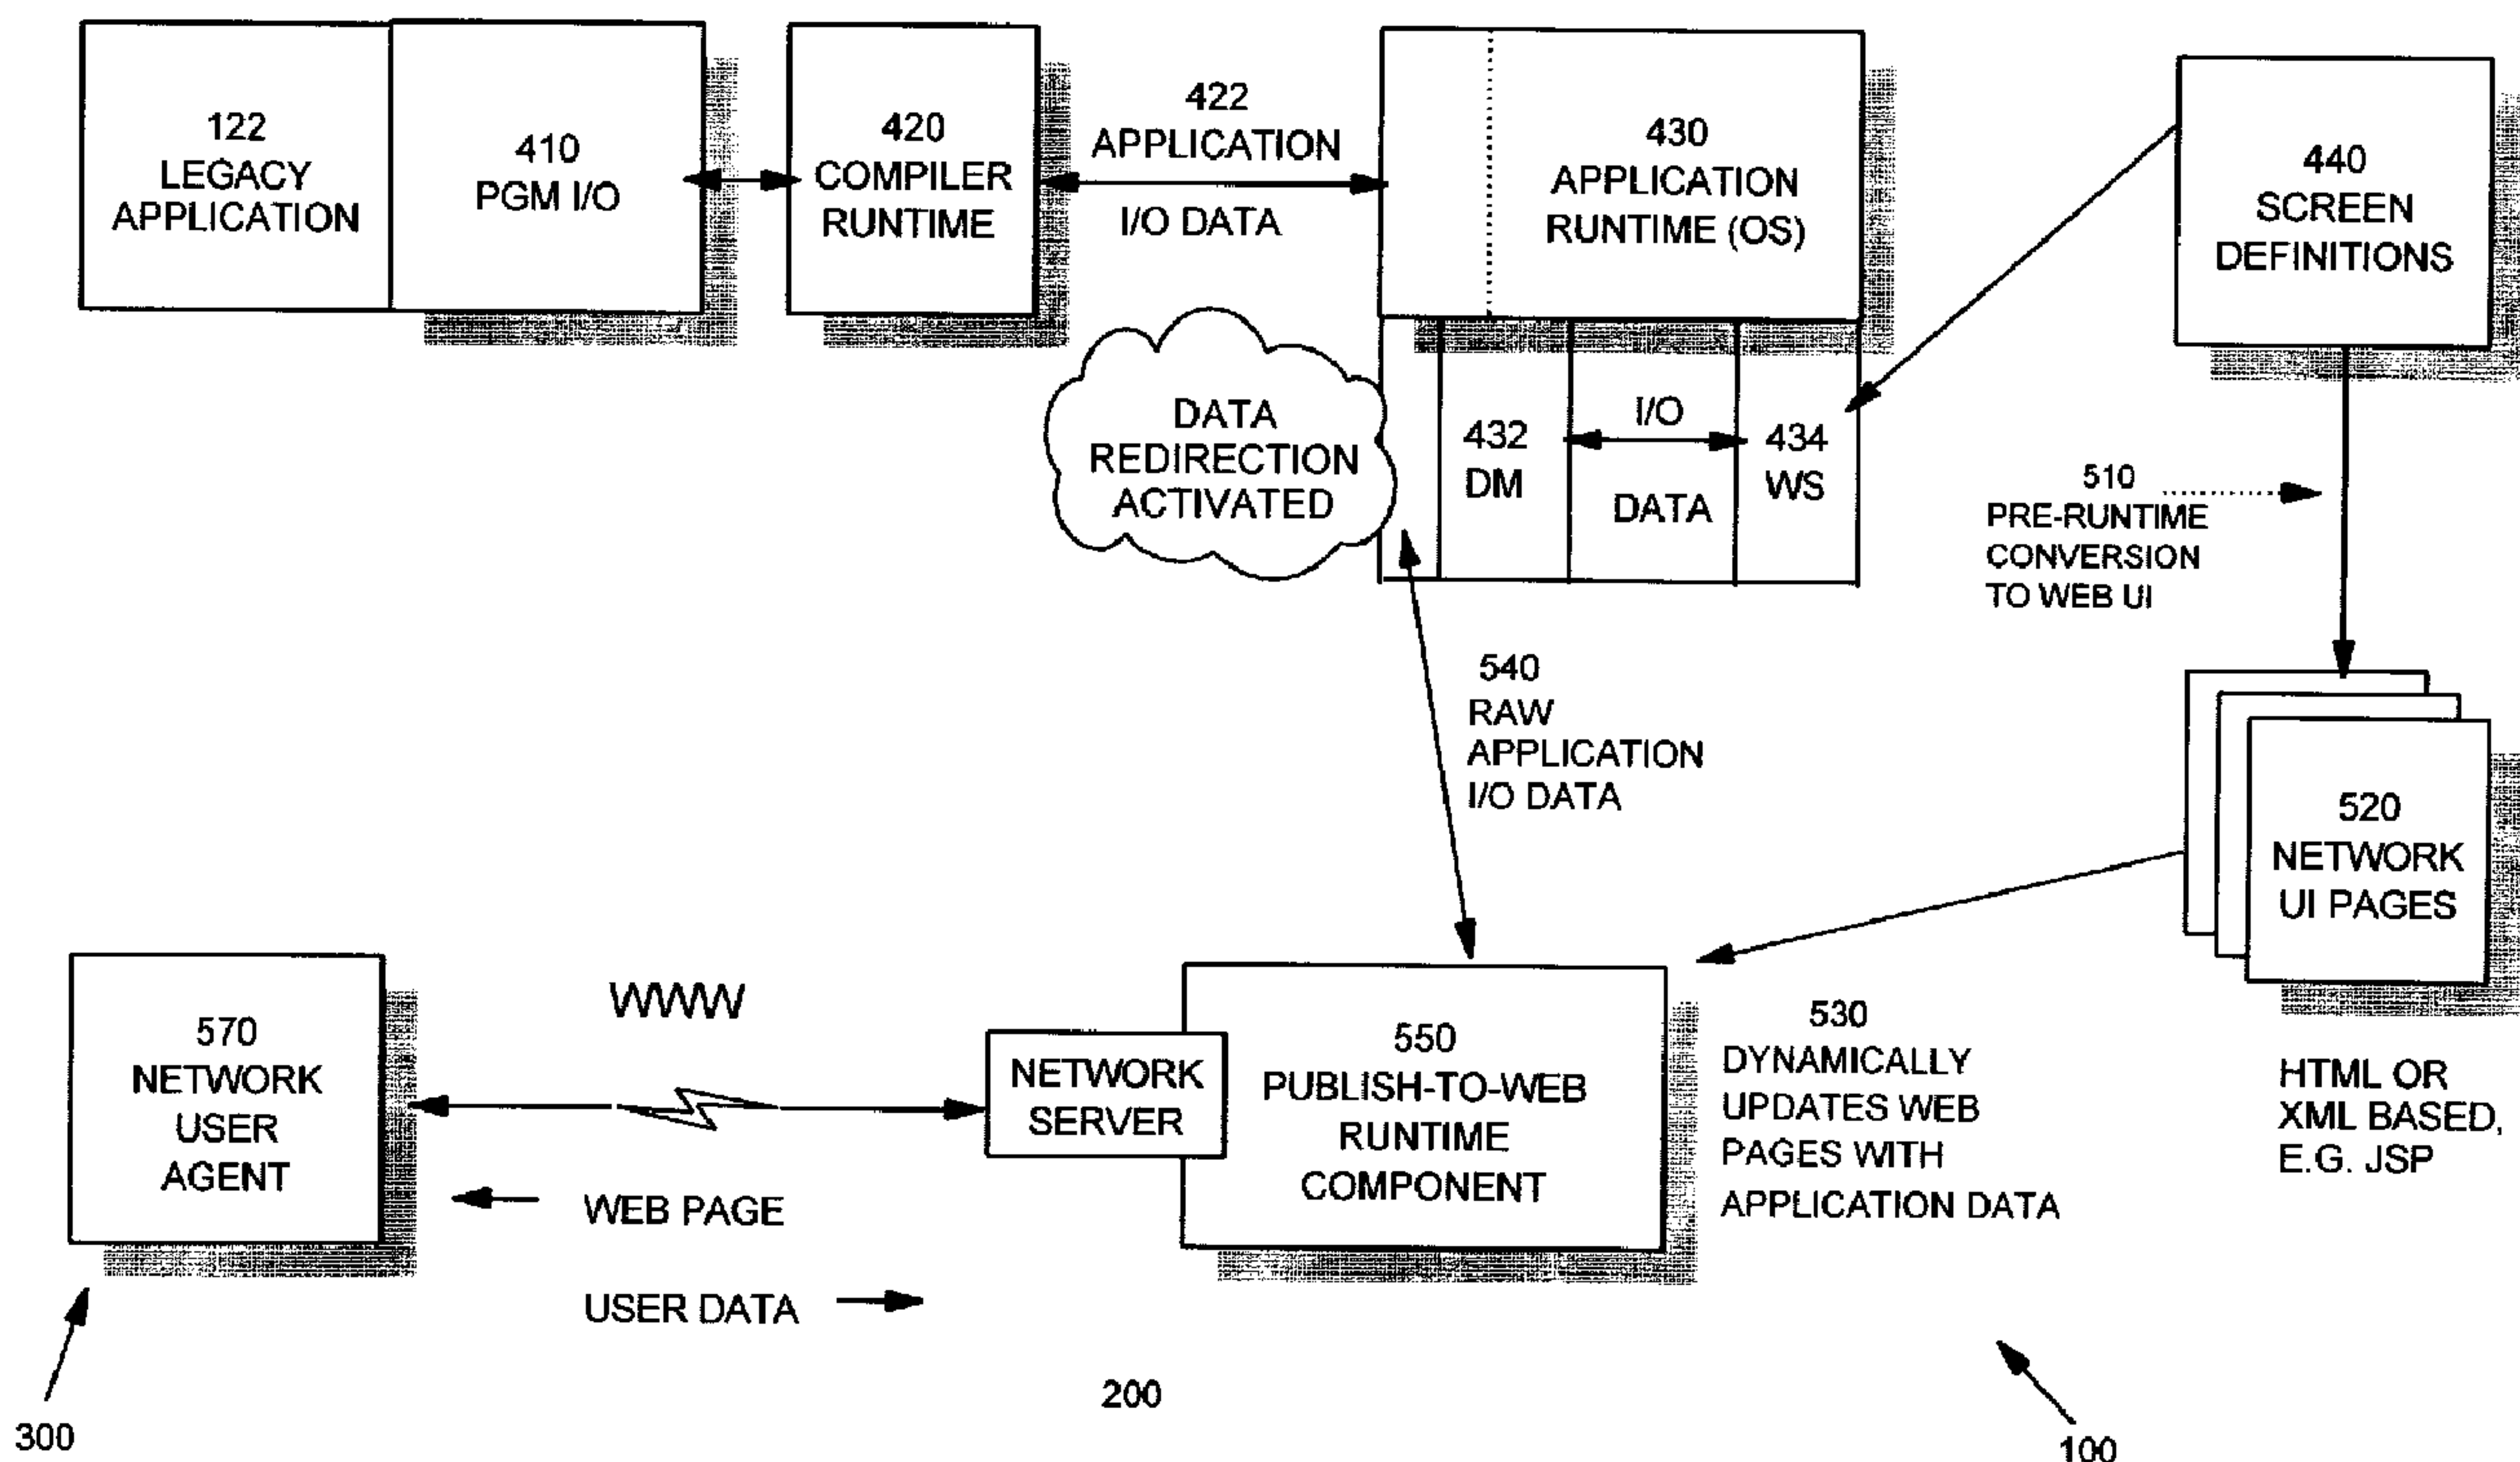 122
LEGACY
APPLICATION
410
PGM I/O
420
COMPILER
RUNTIME
422
APPLICATION
I/O DATA
430
APPLICATION
RUNTIME (OS)
440
SCREEN
DEFINITIONS
DATA
REDIRECTION
ACTIVATED
432
DM
I/O
DATA
434
WS
510
PRE-RUNTIME
CONVERSION
TO WEB UI
540
RAW
APPLICATION
I/O DATA
520
NETWORK
UI PAGES
HTML OR
XML BASED,
E.G. JSP
570
NETWORK
USER
AGENT
WWW
WEB PAGE
USER DATA
NETWORK
SERVER
550
PUBLISH-TO-WEB
RUNTIME
COMPONENT
530
DYNAMICALLY
UPDATES WEB
PAGES WITH
APPLICATION DATA
300
200
100